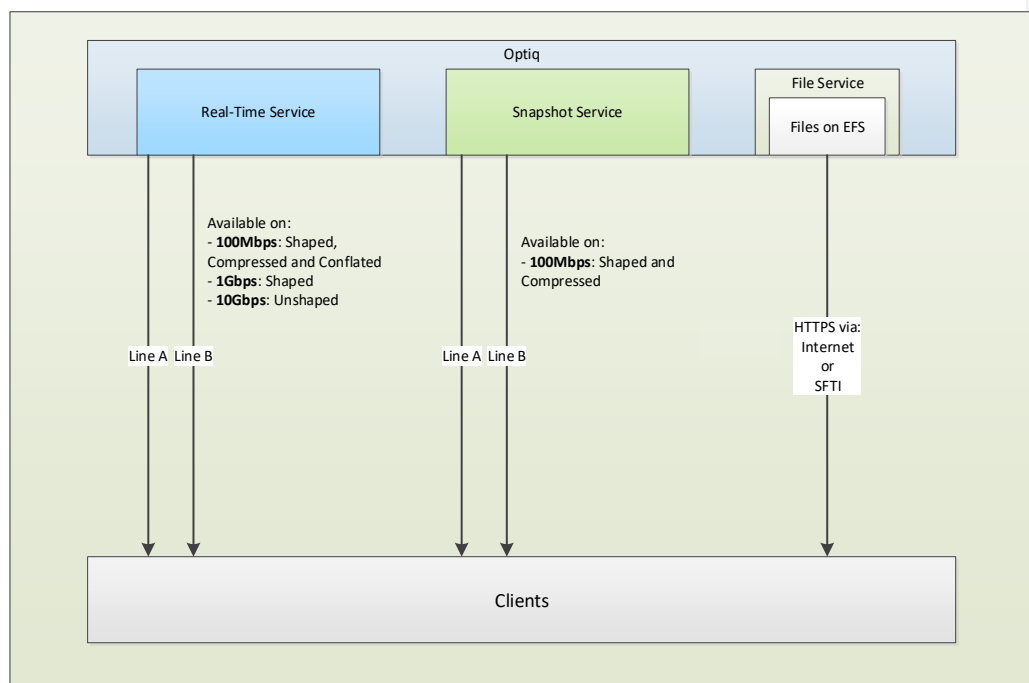 Optiq
Real-Time Service
Snapshot Service
File Service
Files on EFS
Available on:
- 100Mbps: Shaped,
Compressed and Conflated
- 1Gbps: Shaped
- 10Gbps: Unshaped
Available on:
- 100Mbps: Shaped and
Compressed
Line A
Line B
Line A
Line B
HTTPS via:
Internet
or
SFTI
Clients